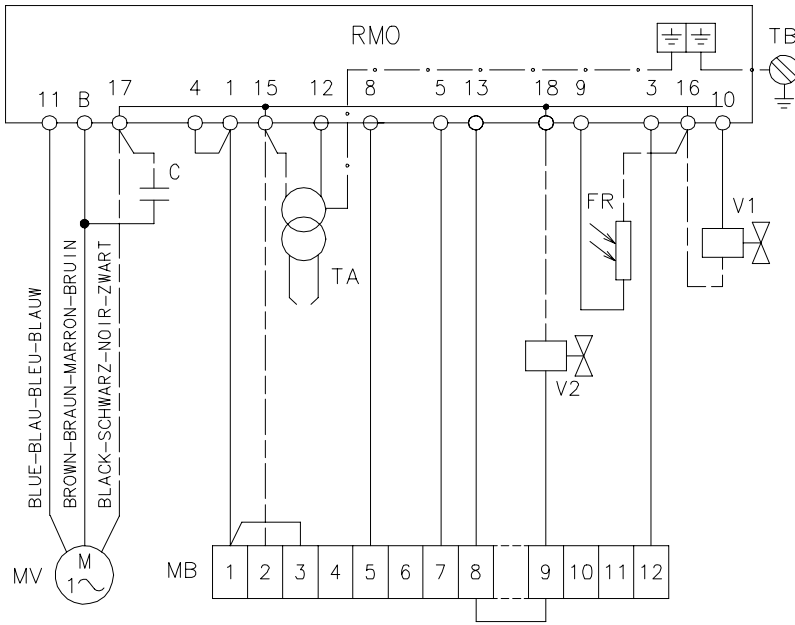 RMO
TB
11 B 17 4 1 15 12 8 5 13 18 9 3 16 10
C
FR
V1
TA
V2
BLUE-BLAU-BLEU-BLAUW
BROWN-BRAUN-MARRON-BRUIN
BLACK-SCHWARZ-NOIR-ZWART
MV
M
1
MB
1 2 3 4 5 6 7 8 9 10 11 12